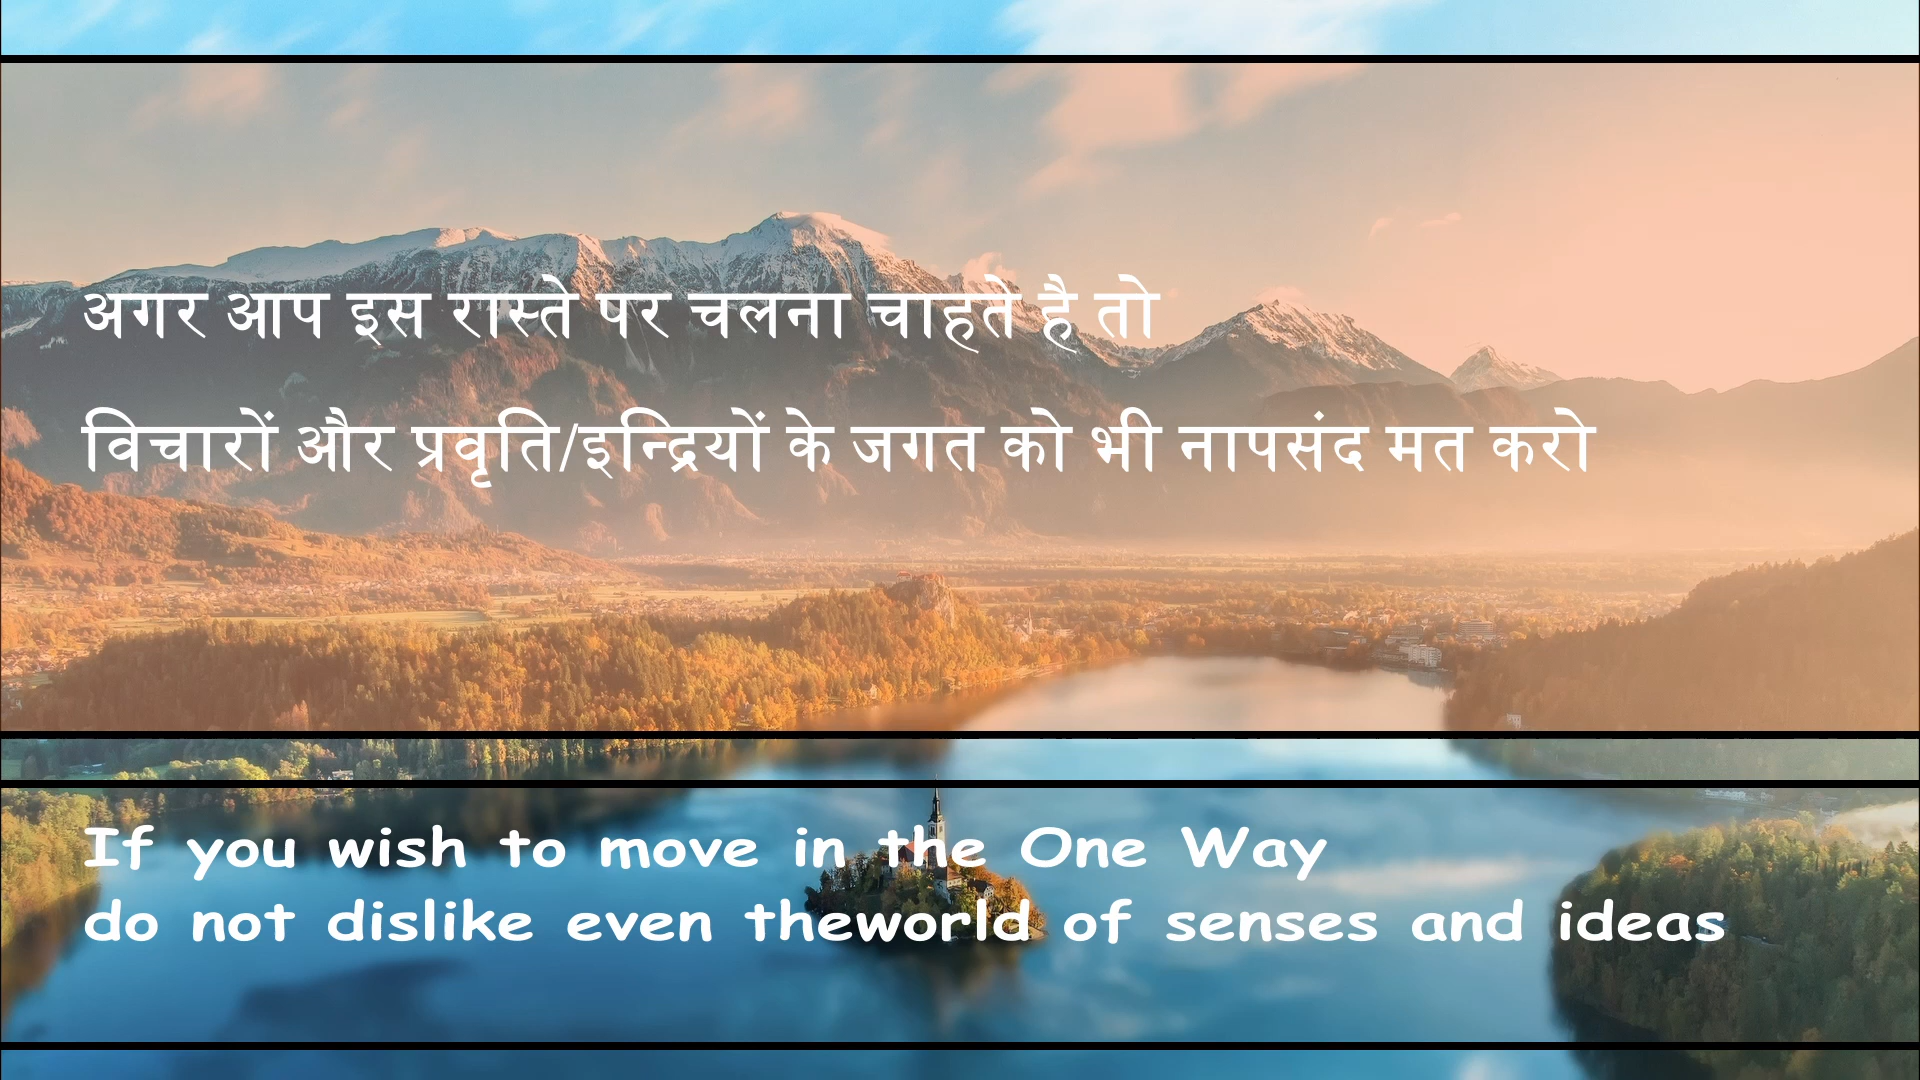 अगर आप इस रास्ते पर चलना चाहते है तो
विचारों और प्रवृति/इन्द्रियों के जगत को भी नापसंद मत करो
If you wish to move in the One Way
do not dislike even theworld of senses and ideas